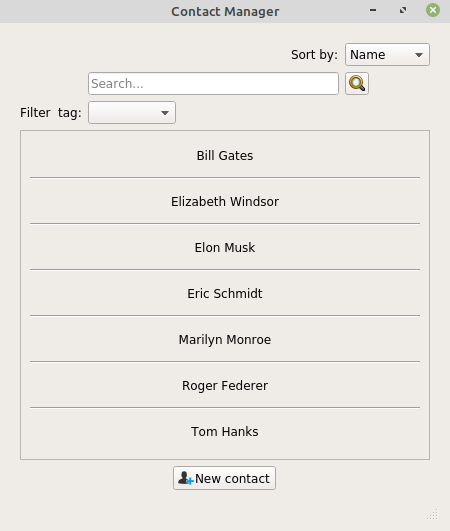 Contact Manager
Sort by: Name
Search...
Filter tag:
Bill Gates
Elizabeth Windsor
Elon Musk
Eric Schmidt
Marilyn Monroe
Roger Federer
Tom Hanks
New contact